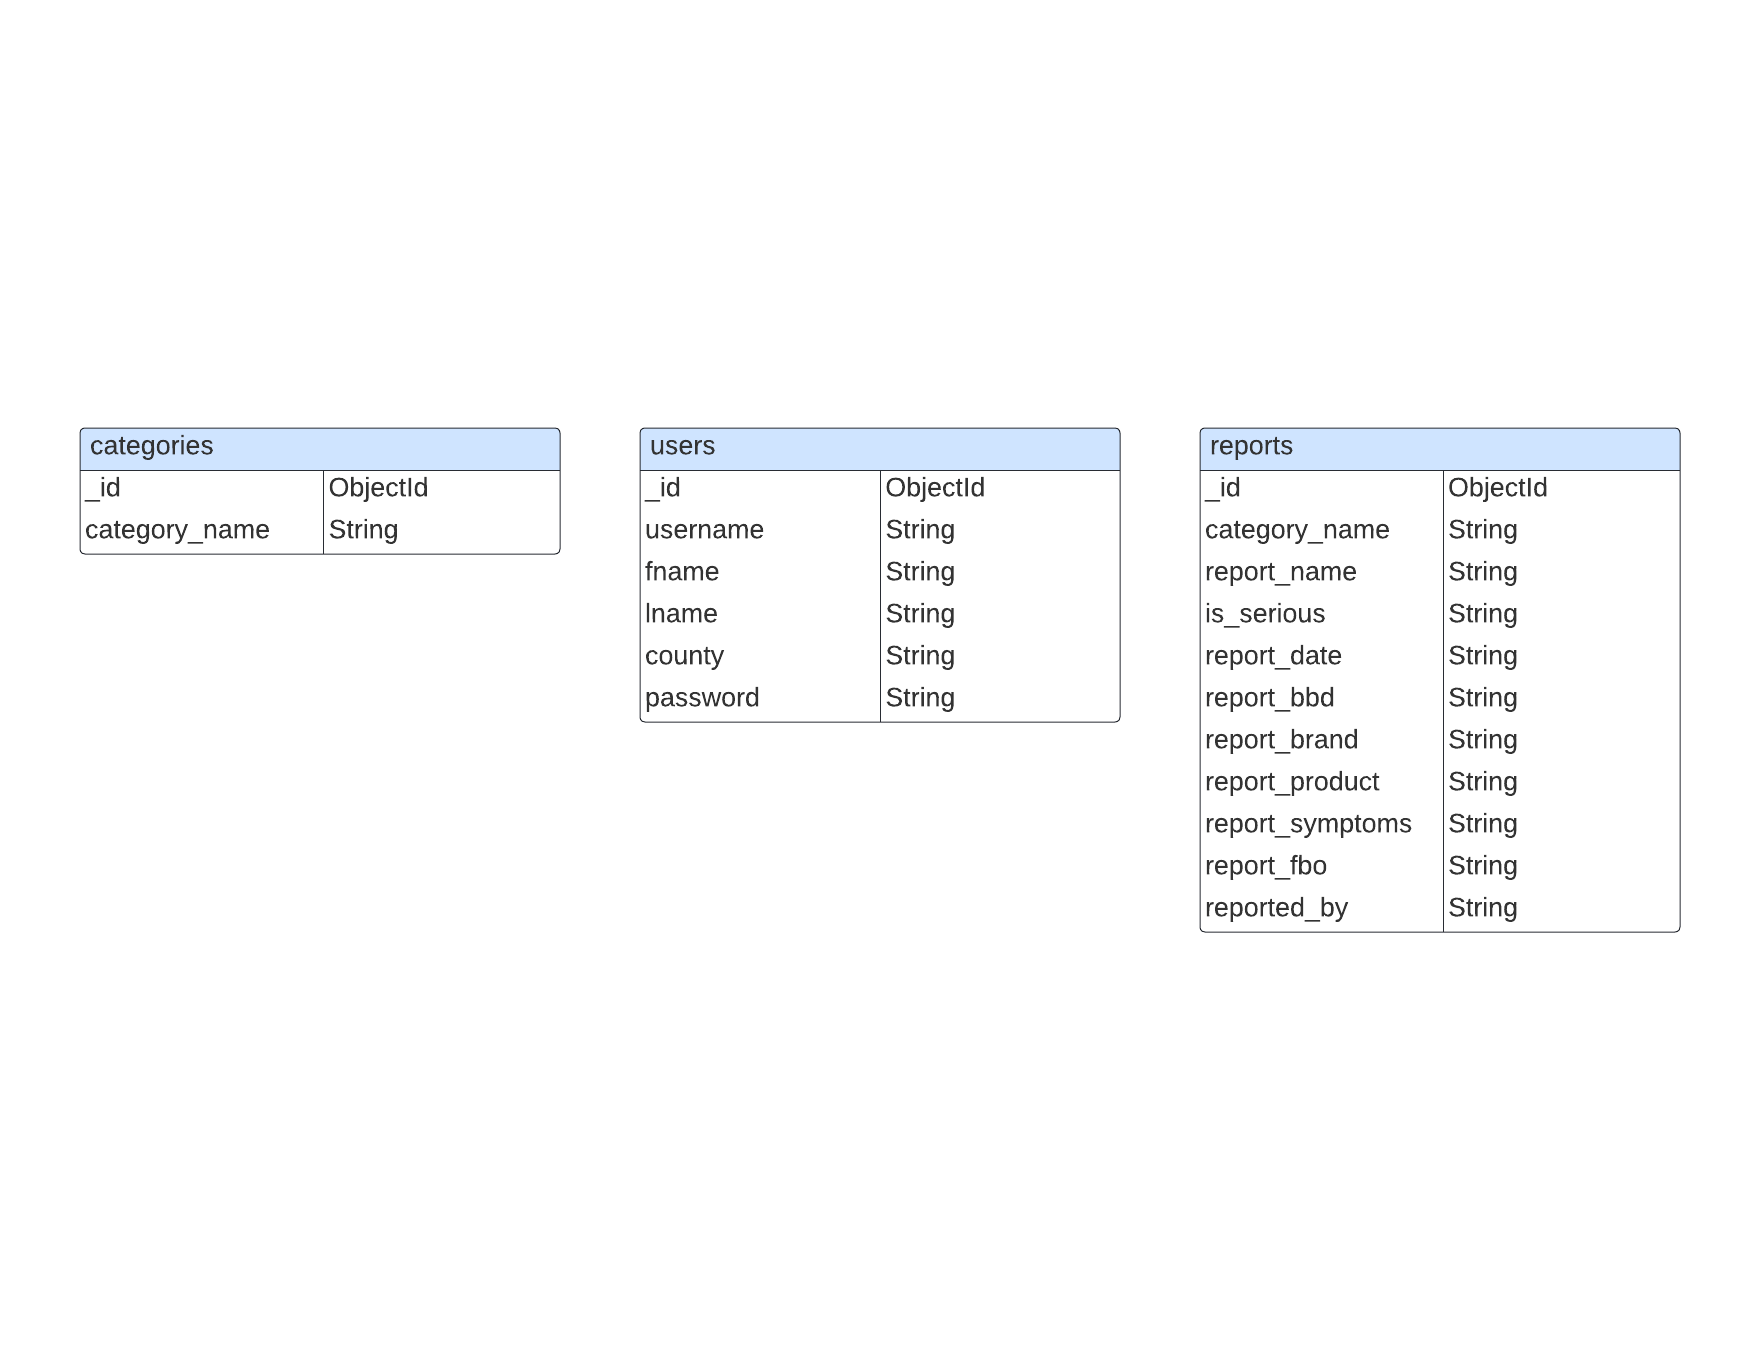 categories
_id ObjectId
category_name String
users
_id ObjectId
username String
fname String
lname String
county String
password String
reports
_id ObjectId
category_name String
report_name String
is_serious String
report_date String
report_bbd String
report_brand String
report_product String
report_symptoms String
report_fbo String
reported_by String